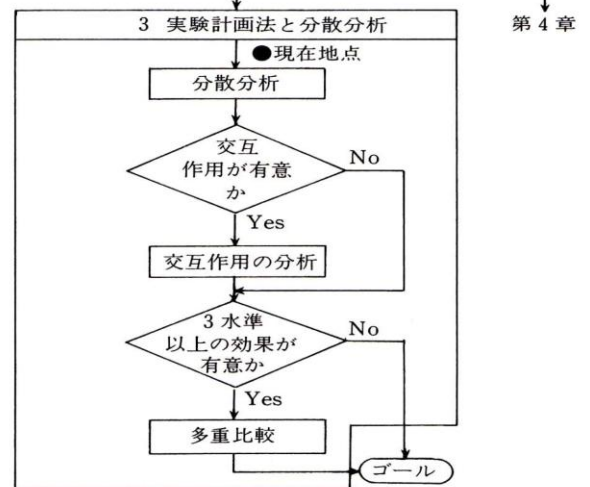 3 実験計画法と分散分析
第4章
●現在地点
分散分析
交互
作用が有意
か
No
Yes
交互作用の分析
3水準
以上の効果が
有意か
No
Yes
多重比較
ゴール